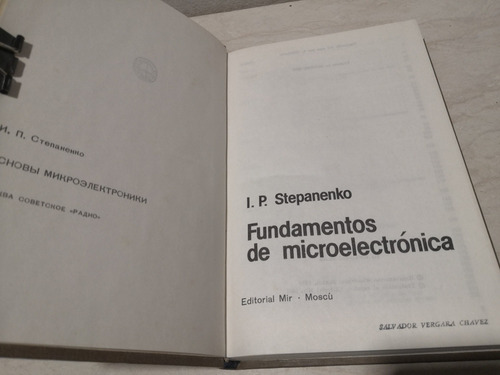 И. П. Степаненко
СНОВЫ МИКРОЭЛЕКТРОНИКИ
ВА СОВЕТСКОЕ «РАДИО»
I. P. Stepanenko
Fundamentos
de microelectrónica
Editorial Mir · Moscú
SALVADOR VERGARA CHAVEZ